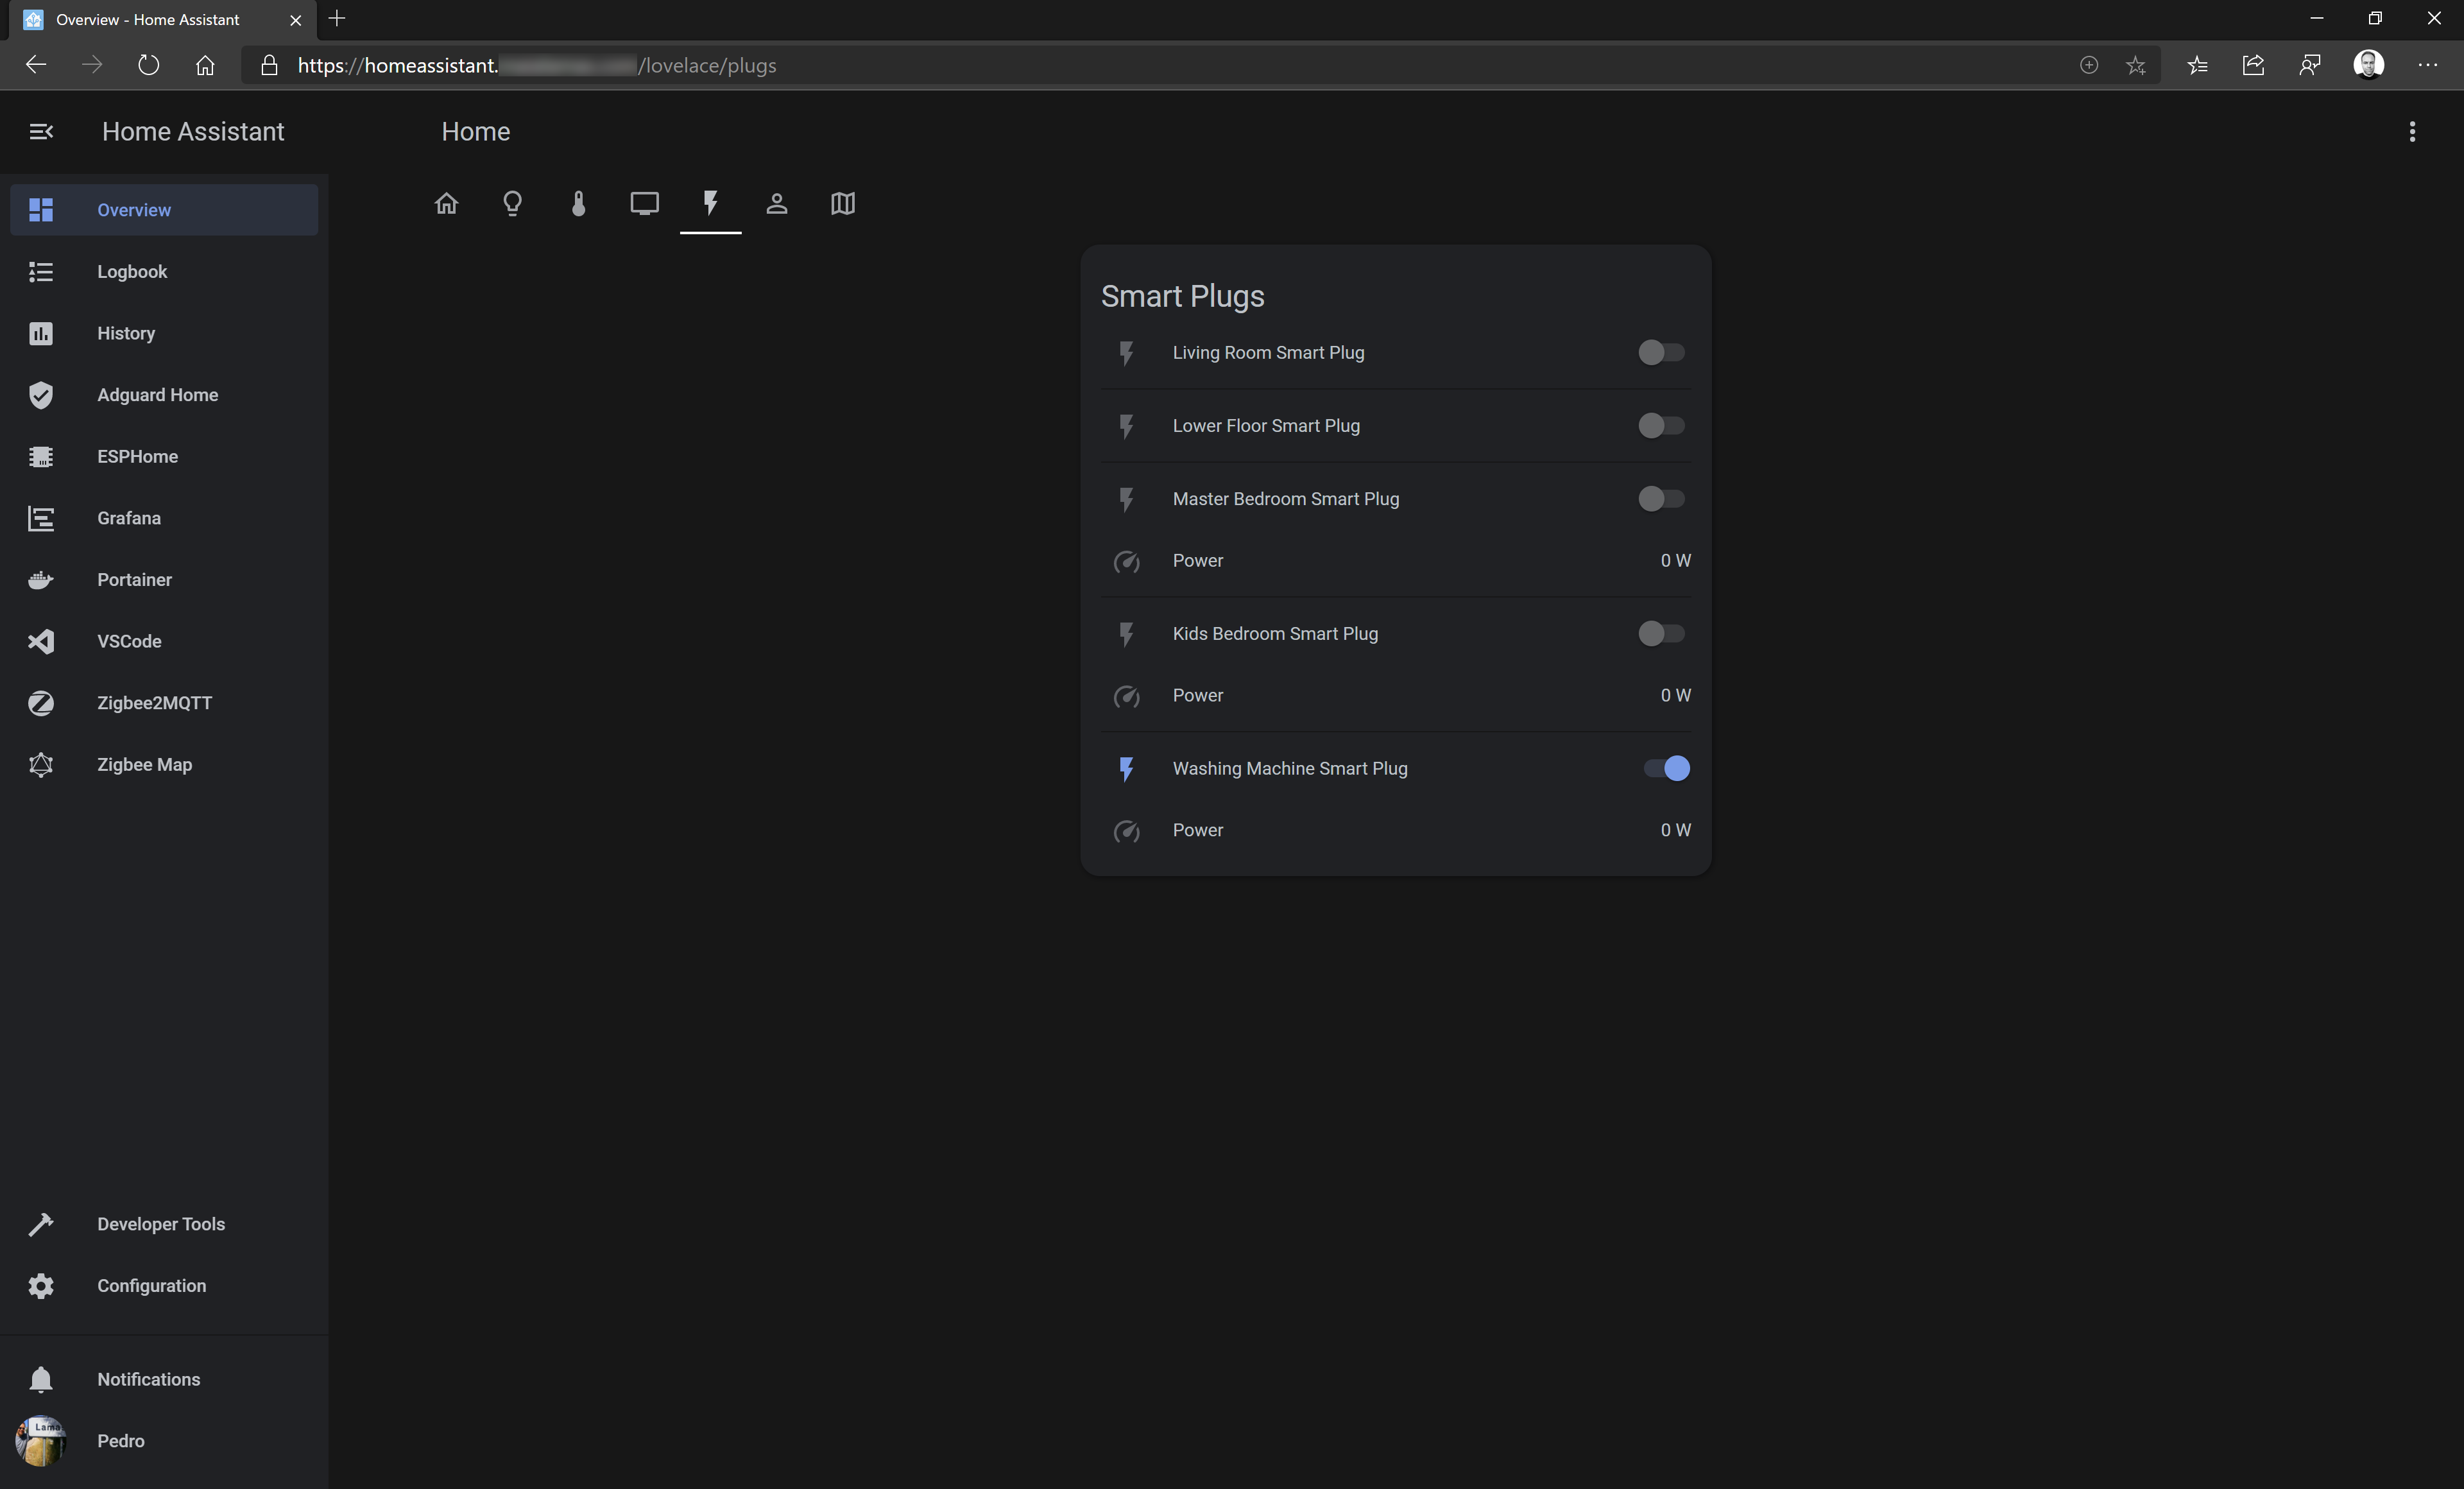 Overview - Home Assistant
https://homeassistant. /lovelace/plugs
Home Assistant
Home
Overview
Logbook
History
Adguard Home
ESPHome
Grafana
Portainer
VSCode
Zigbee2MQTT
Zigbee Map
Developer Tools
Configuration
Notifications
Lama
Pedro
Smart Plugs
Living Room Smart Plug
Lower Floor Smart Plug
Master Bedroom Smart Plug
Power 0 W
Kids Bedroom Smart Plug
Power 0 W
Washing Machine Smart Plug
Power 0 W